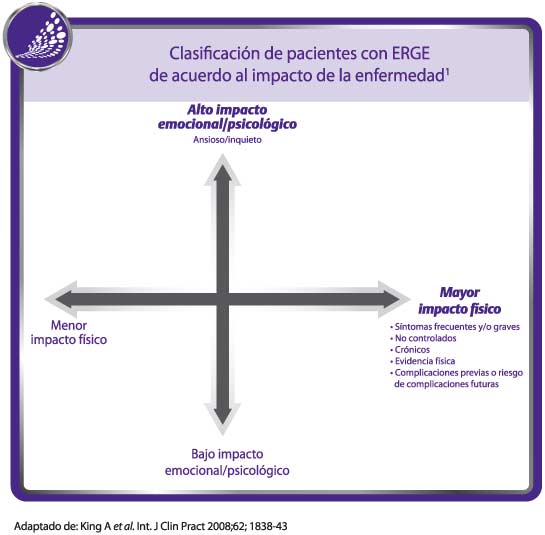 Clasificación de pacientes con ERGE
de acuerdo al impacto de la enfermedad¹
Alto impacto
emocional/psicológico
Ansioso/inquieto
Menor
impacto físico
Mayor
impacto físico
• Síntomas frecuentes y/o graves
• No controlados
• Crónicos
• Evidencia física
• Complicaciones previas o riesgo
de complicaciones futuras
Bajo impacto
emocional/psicológico
Adaptado de: King A et al. Int. J Clin Pract 2008;62; 1838-43